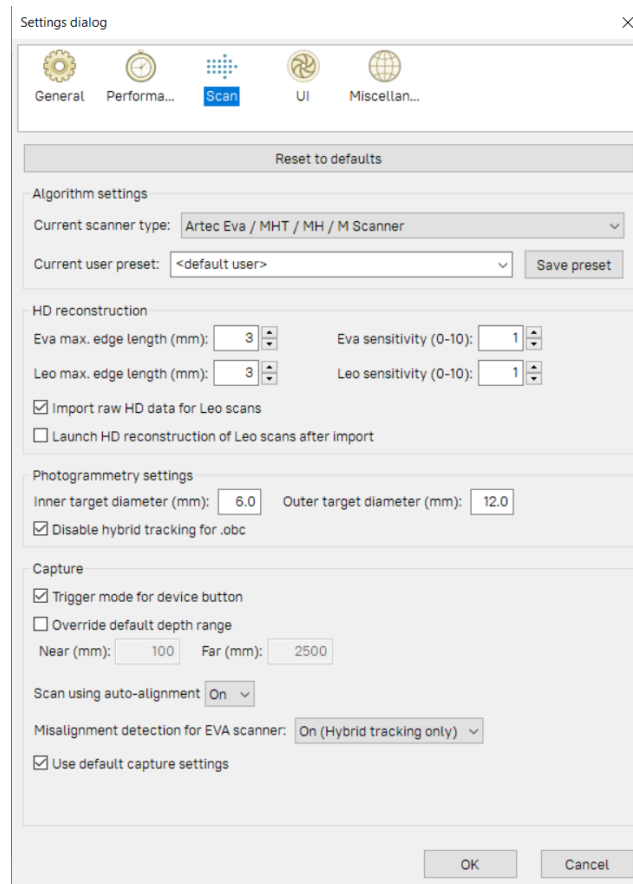 Settings dialog
General Performa... Scan UI Miscellan...
Reset to defaults
Algorithm settings
Current scanner type: Artec Eva / MHT / MH / M Scanner
Current user preset: <default user> Save preset
HD reconstruction
Eva max. edge length (mm): 3 Eva sensitivity (0-10): 1
Leo max. edge length (mm): 3 Leo sensitivity (0-10): 1
Import raw HD data for Leo scans
Launch HD reconstruction of Leo scans after import
Photogrammetry settings
Inner target diameter (mm): 6.0 Outer target diameter (mm): 12.0
Disable hybrid tracking for .obc
Capture
Trigger mode for device button
Override default depth range
Near (mm): 100 Far (mm): 2500
Scan using auto-alignment On
Misalignment detection for EVA scanner: On (Hybrid tracking only)
Use default capture settings
OK Cancel